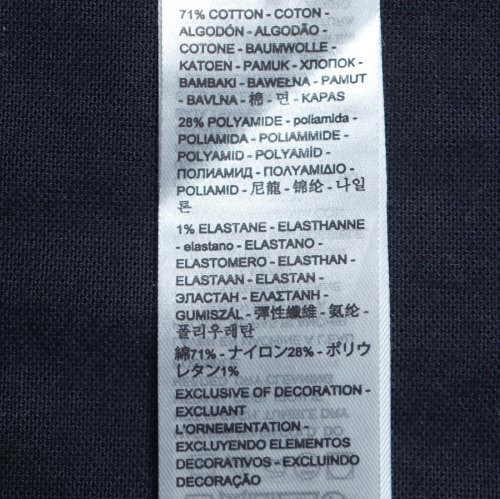 71% COTTON - COTON -
ALGODÓN - ALGODÃO -
COTONE - BAUMWOLLE -
KATOEN - PAMUK - ХЛОПОК -
BAMBAKI - BAWEŁNA - PAMUT
- BAVLNA - 棉 - 면 - KAPAS
28% POLYAMIDE - poliamida -
POLIAMIDA - POLIAMMIDE -
POLYAMID - POLYAMİD -
ПОЛИАМИД - ΠΟΛΥΑΜΙΔΙΟ -
POLIAMID - 尼龍 - 锦纶 - 나일
론
1% ELASTANE - ELASTHANNE
- elastano - ELASTANO -
ELASTOMERO - ELASTHAN -
ELASTAAN - ELASTAN -
ЭЛАСТАН - ΕΛΑΣΤΑΝΗ -
GUMISZÁL - 彈性纖維 - 氨纶 -
폴리우레탄
綿71% - ナイロン28% - ポリウ
レタン1%
EXCLUSIVE OF DECORATION -
EXCLUANT
L'ORNEMENTATION -
EXCLUYENDO ELEMENTOS
DECORATIVOS - EXCLUINDO
DECORAÇÃO